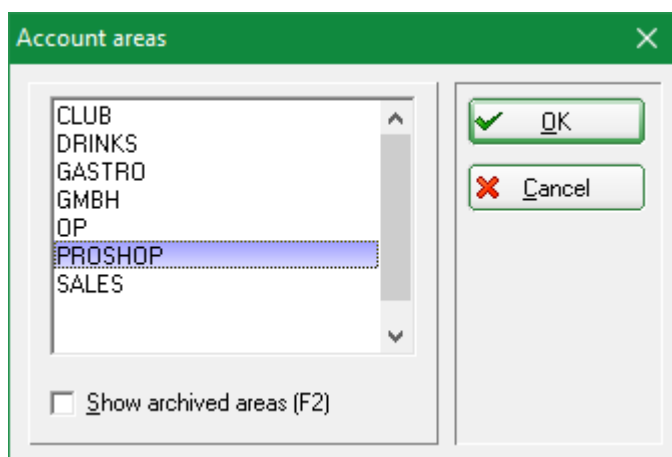 Account areas
CLUB
DRINKS
GASTRO
GMBH
OP
PROSHOP
SALES
Show archived areas (F2)
OK
Cancel